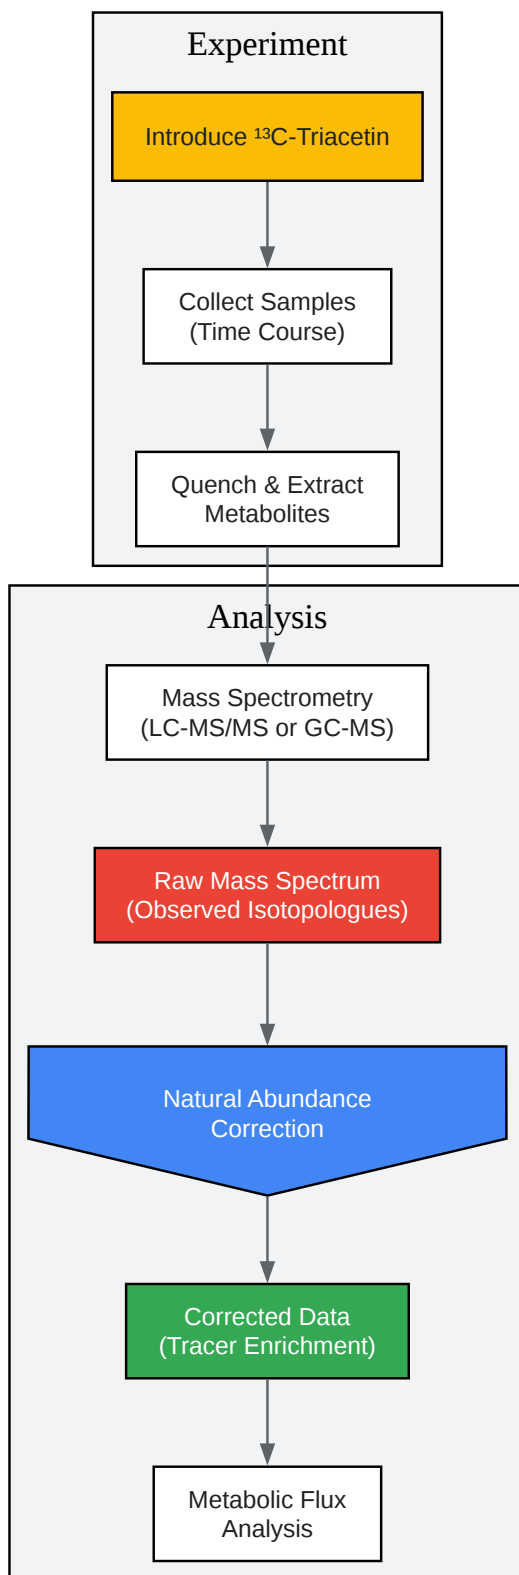 Experiment
Introduce ¹³C-Triacetin
Collect Samples
(Time Course)
Quench & Extract
Metabolites
Analysis
Mass Spectrometry
(LC-MS/MS or GC-MS)
Raw Mass Spectrum
(Observed Isotopologues)
Natural Abundance
Correction
Corrected Data
(Tracer Enrichment)
Metabolic Flux
Analysis